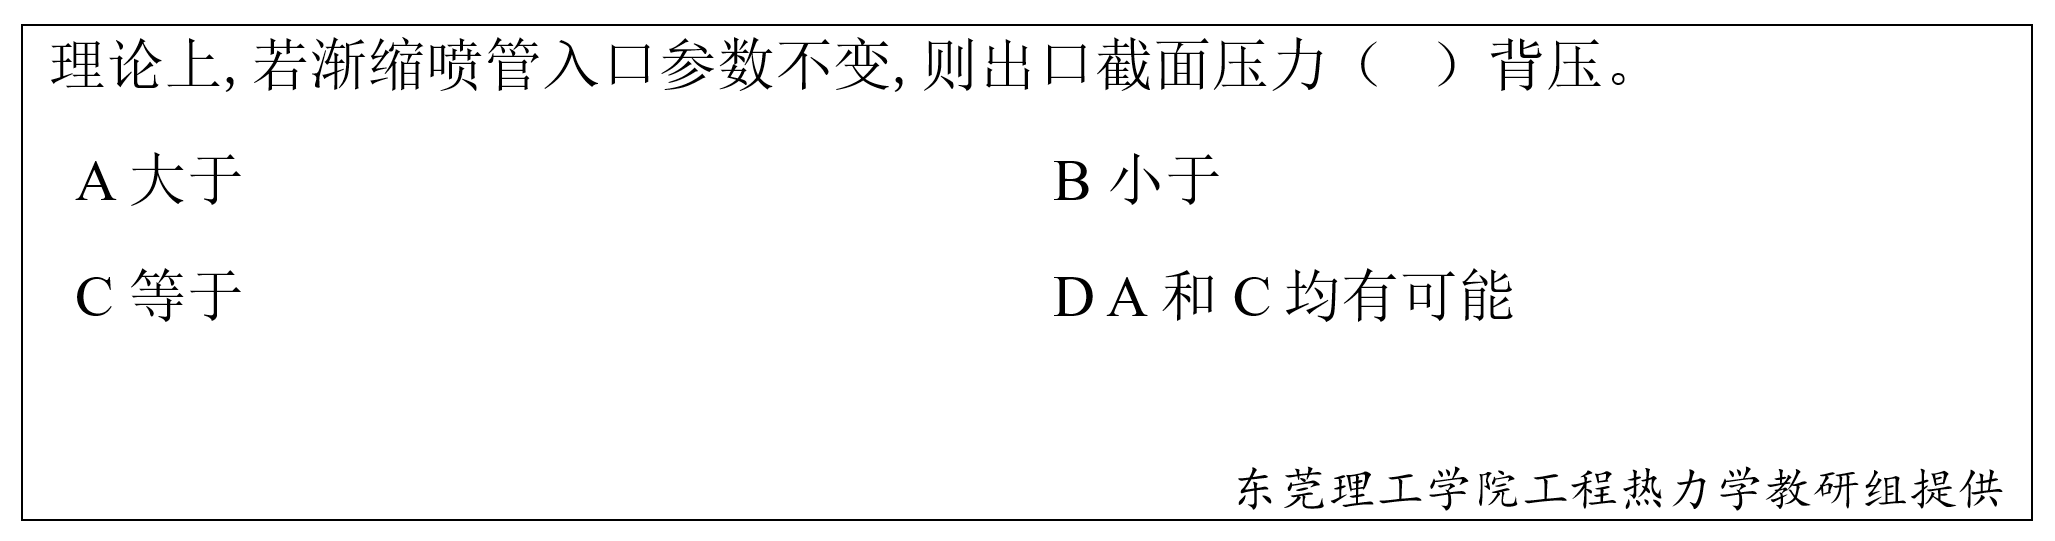 理论上,若渐缩喷管入口参数不变,则出口截面压力（ ）背压。
A 大于 B 小于
C 等于 D A 和 C 均有可能
东莞理工学院工程热力学教研组提供